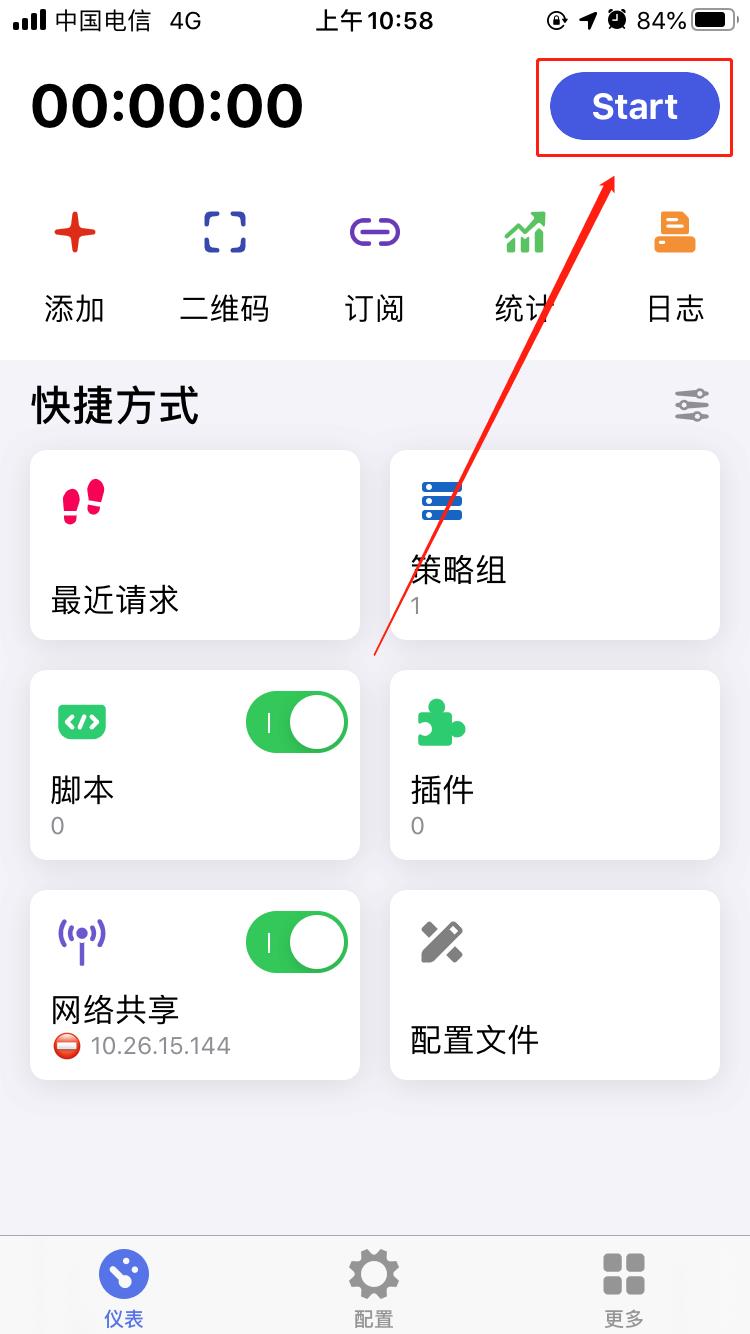 中国电信 4G 上午10:58 84%
00:00:00 Start
添加 二维码 订阅 统计 日志
快捷方式
最近请求
策略组
1
脚本
0
插件
0
网络共享
10.26.15.144
配置文件
仪表 配置 更多